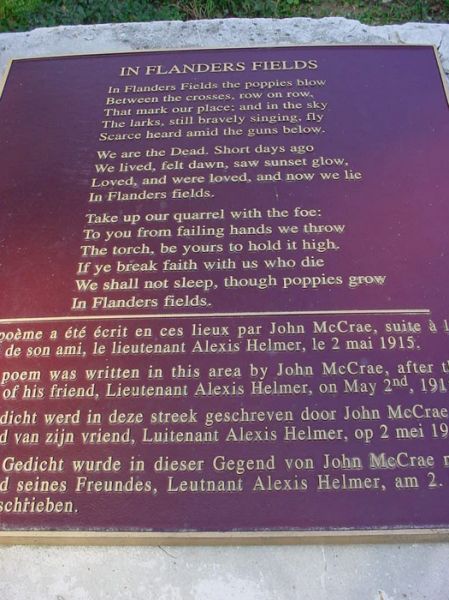 IN FLANDERS FIELDS
In Flanders Fields the poppies blow
Between the crosses, row on row,
That mark our place; and in the sky
The larks, still bravely singing, fly
Scarce heard amid the guns below.
We are the Dead. Short days ago
We lived, felt dawn, saw sunset glow,
Loved, and were loved, and now we lie
In Flanders fields.
Take up our quarrel with the foe:
To you from failing hands we throw
The torch, be yours to hold it high.
If ye break faith with us who die
We shall not sleep, though poppies grow
In Flanders fields.
poème a été écrit en ces lieux par John McCrae, suite à
de son ami, le lieutenant Alexis Helmer, le 2 mai 1915.
poem was written in this area by John McCrae, after
of his friend, Lieutenant Alexis Helmer, on May 2nd,
werd in deze streek geschreven door John McCrae
van zijn vriend, Luitenant Alexis Helmer, op 2 mei
Gedicht wurde in dieser Gegend von John McCrae
seines Freundes, Leutnant Alexis Helmer, am 2.